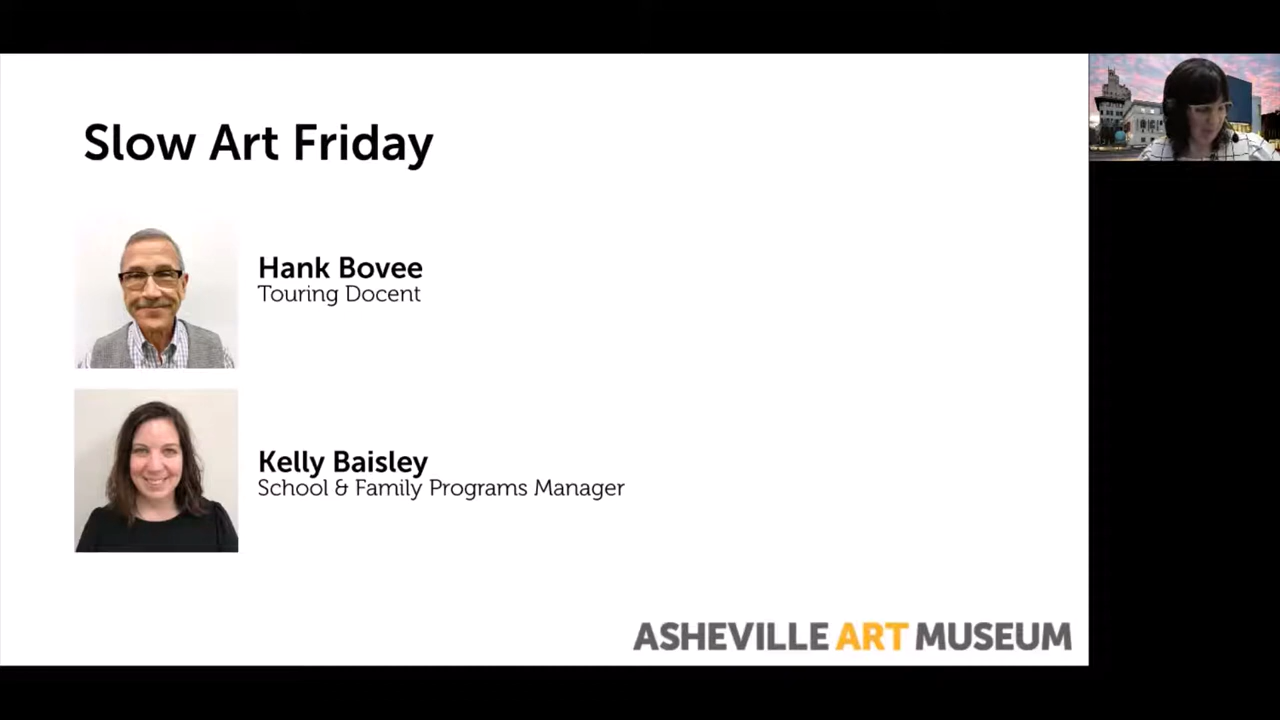 Slow Art Friday
Hank Bovee
Touring Docent
Kelly Baisley
School & Family Programs Manager
ASHEVILLE ART MUSEUM